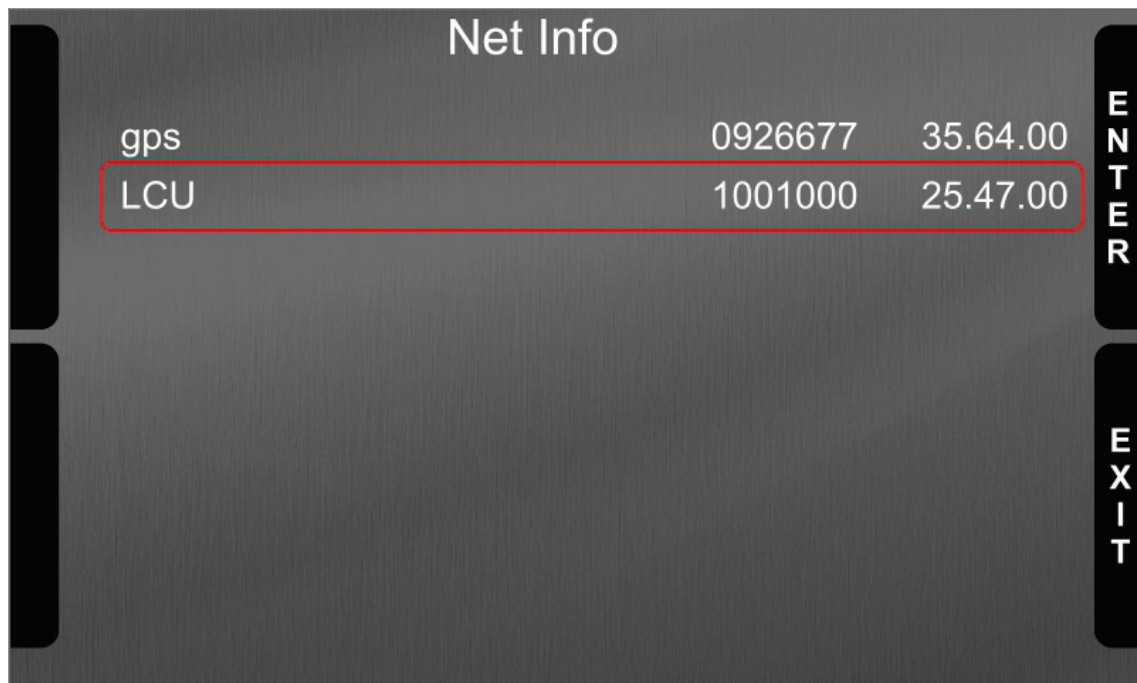 Net Info
gps 0926677 35.64.00
LCU 1001000 25.47.00
ENTER
EXIT